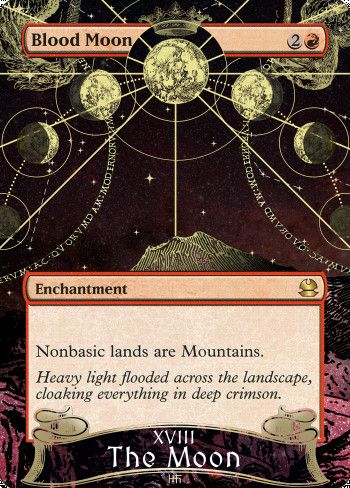 Blood Moon 2
Enchantment
Nonbasic lands are Mountains.
Heavy light flooded across the landscape,
cloaking everything in deep crimson.
XVIII
The Moon